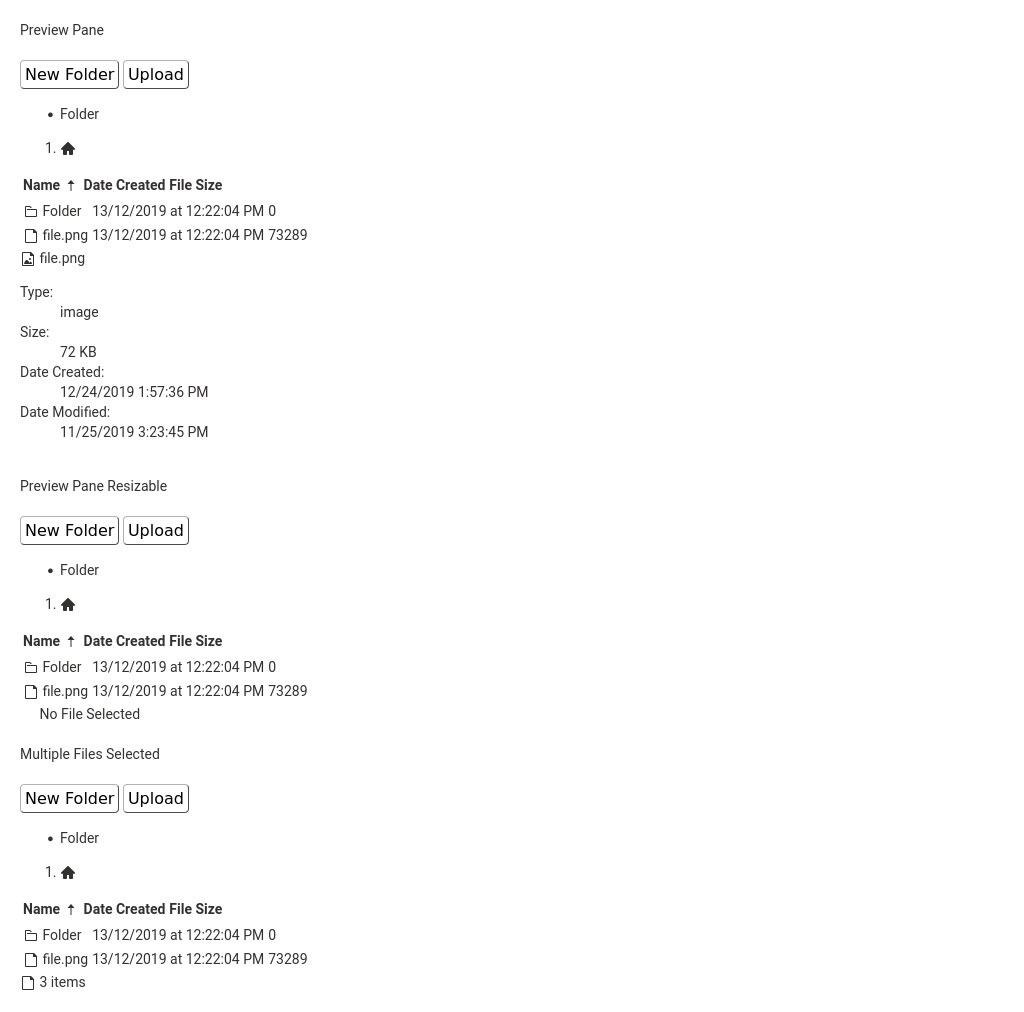 Preview Pane
New Folder Upload
• Folder
1.
Name ↑ Date Created File Size
Folder 13/12/2019 at 12:22:04 PM 0
file.png 13/12/2019 at 12:22:04 PM 73289
file.png
Type:
image
Size:
72 KB
Date Created:
12/24/2019 1:57:36 PM
Date Modified:
11/25/2019 3:23:45 PM
Preview Pane Resizable
New Folder Upload
• Folder
1.
Name ↑ Date Created File Size
Folder 13/12/2019 at 12:22:04 PM 0
file.png 13/12/2019 at 12:22:04 PM 73289
No File Selected
Multiple Files Selected
New Folder Upload
• Folder
1.
Name ↑ Date Created File Size
Folder 13/12/2019 at 12:22:04 PM 0
file.png 13/12/2019 at 12:22:04 PM 73289
3 items